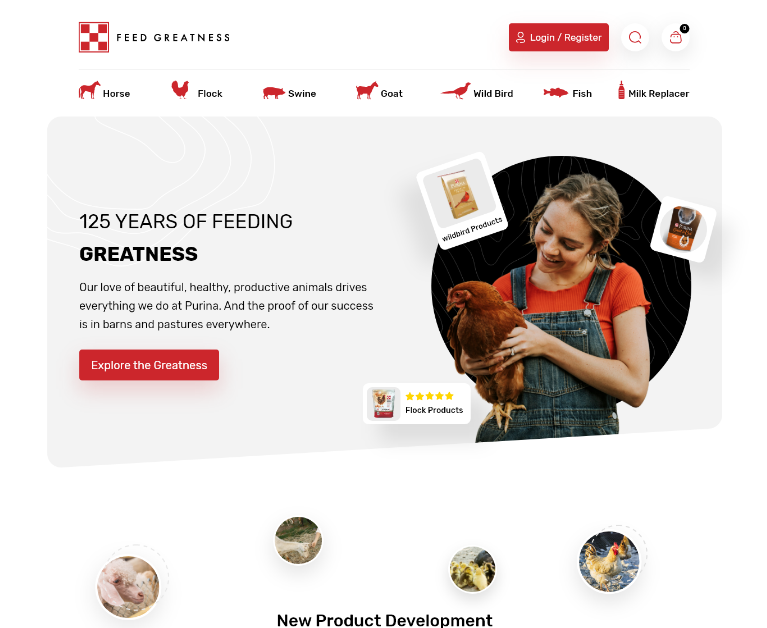 FEED GREATNESS
Login / Register
0
Horse
Flock
Swine
Goat
Wild Bird
Fish
Milk Replacer
125 YEARS OF FEEDING
GREATNESS
Our love of beautiful, healthy, productive animals drives
everything we do at Purina. And the proof of our success
is in barns and pastures everywhere.
Explore the Greatness
PURINA
wildbird Products
PURINA
Flock Products
New Product Development